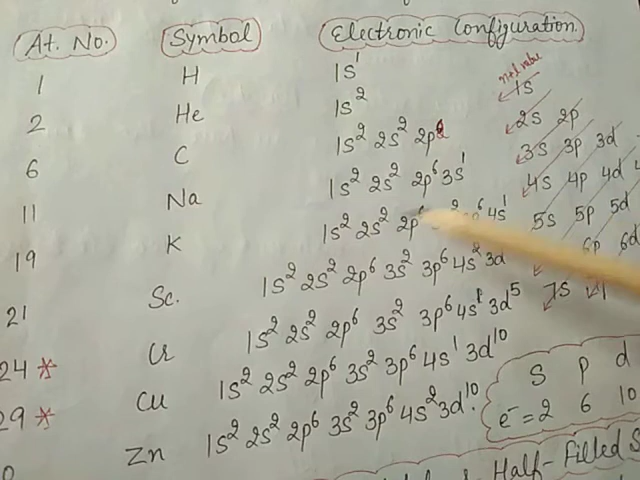 At. No. Symbol Electronic Configuration
1 H 1s¹
n+l value
1s
2 He 1s²
2s 2p
6 C 1s² 2s² 2p²
3s 3p 3d
11 Na 1s² 2s² 2p⁶ 3s¹
4s 4p 4d
19 K 1s² 2s² 2p⁶ 4s¹
5s 5p 5d
6p 6d
21 Sc. 1s² 2s² 2p⁶ 3s² 3p⁶ 4s² 3d
7s
24 * Cr 1s² 2s² 2p⁶ 3s² 3p⁶ 4s¹ 3d⁵
29 * Cu 1s² 2s² 2p⁶ 3s² 3p⁶ 4s¹ 3d¹⁰
Zn 1s² 2s² 2p⁶ 3s² 3p⁶ 4s² 3d¹⁰.
S P d
e⁻ = 2 6 10
Half-Filled S